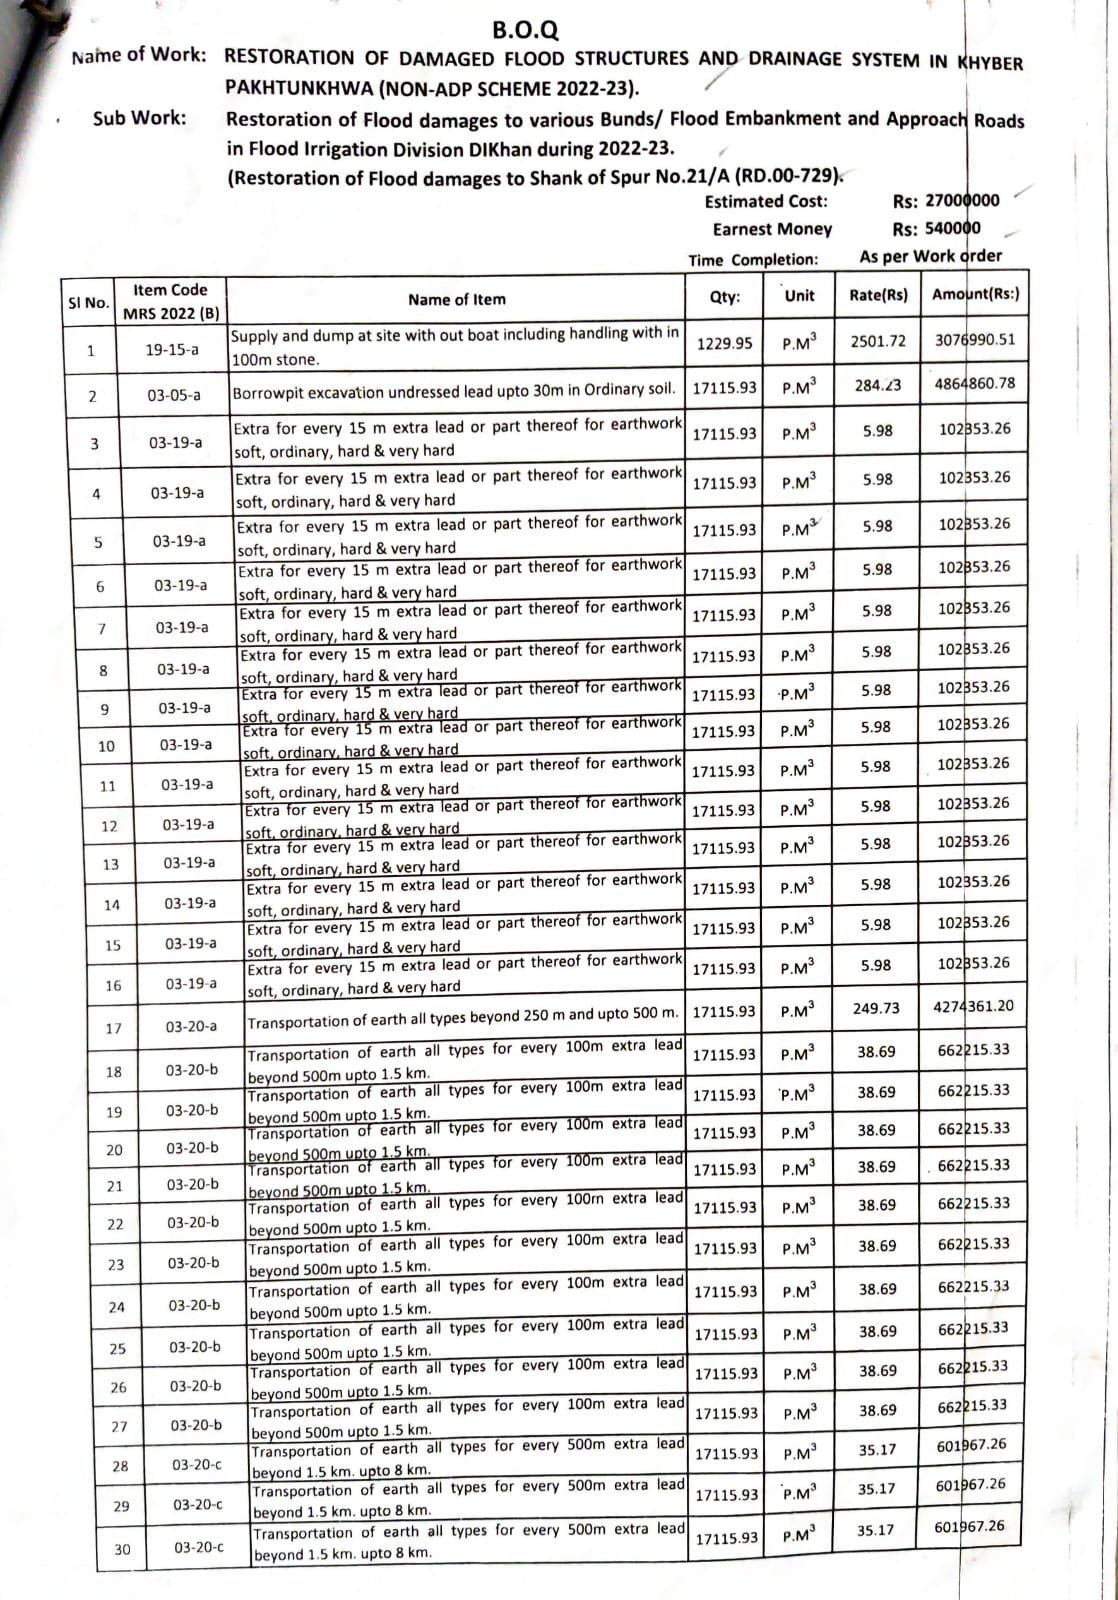 B.O.Q
Name of Work: RESTORATION OF DAMAGED FLOOD STRUCTURES AND DRAINAGE SYSTEM IN KHYBER
PAKHTUNKHWA (NON-ADP SCHEME 2022-23).
Sub Work: Restoration of Flood damages to various Bunds/ Flood Embankment and Approach Roads
in Flood Irrigation Division DIKhan during 2022-23.
(Restoration of Flood damages to Shank of Spur No.21/A (RD.00-729).
Estimated Cost: Rs: 27000000
Earnest Money Rs: 540000
Time Completion: As per Work order
SI No. Item Code MRS 2022 (B) Name of Item Qty: Unit Rate(Rs) Amount(Rs:)
1 19-15-a Supply and dump at site with out boat including handling with in 1229.95 P.M³ 2501.72 3076990.51
100m stone.
2 03-05-a Borrowpit excavation undressed lead upto 30m in Ordinary soil. 17115.93 P.M³ 284.23 4864860.78
3 03-19-a Extra for every 15 m extra lead or part thereof for earthwork 17115.93 P.M³ 5.98 102353.26
soft, ordinary, hard & very hard
4 03-19-a Extra for every 15 m extra lead or part thereof for earthwork 17115.93 P.M³ 5.98 102353.26
soft, ordinary, hard & very hard
5 03-19-a Extra for every 15 m extra lead or part thereof for earthwork 17115.93 P.M³ 5.98 102353.26
soft, ordinary, hard & very hard
6 03-19-a Extra for every 15 m extra lead or part thereof for earthwork 17115.93 P.M³ 5.98 102353.26
soft, ordinary, hard & very hard
7 03-19-a Extra for every 15 m extra lead or part thereof for earthwork 17115.93 P.M³ 5.98 102353.26
soft, ordinary, hard & very hard
8 03-19-a Extra for every 15 m extra lead or part thereof for earthwork 17115.93 P.M³ 5.98 102353.26
soft, ordinary, hard & very hard
9 03-19-a Extra for every 15 m extra lead or part thereof for earthwork 17115.93 P.M³ 5.98 102353.26
soft, ordinary, hard & very hard
10 03-19-a Extra for every 15 m extra lead or part thereof for earthwork 17115.93 P.M³ 5.98 102353.26
soft, ordinary, hard & very hard
11 03-19-a Extra for every 15 m extra lead or part thereof for earthwork 17115.93 P.M³ 5.98 102353.26
soft, ordinary, hard & very hard
12 03-19-a Extra for every 15 m extra lead or part thereof for earthwork 17115.93 P.M³ 5.98 102353.26
soft, ordinary, hard & very hard
13 03-19-a Extra for every 15 m extra lead or part thereof for earthwork 17115.93 P.M³ 5.98 102353.26
soft, ordinary, hard & very hard
14 03-19-a Extra for every 15 m extra lead or part thereof for earthwork 17115.93 P.M³ 5.98 102353.26
soft, ordinary, hard & very hard
15 03-19-a Extra for every 15 m extra lead or part thereof for earthwork 17115.93 P.M³ 5.98 102353.26
soft, ordinary, hard & very hard
16 03-19-a Extra for every 15 m extra lead or part thereof for earthwork 17115.93 P.M³ 5.98 102353.26
soft, ordinary, hard & very hard
17 03-20-a Transportation of earth all types beyond 250 m and upto 500 m. 17115.93 P.M³ 249.73 4274361.20
18 03-20-b Transportation of earth all types for every 100m extra lead 17115.93 P.M³ 38.69 662215.33
beyond 500m upto 1.5 km.
19 03-20-b Transportation of earth all types for every 100m extra lead 17115.93 P.M³ 38.69 662215.33
beyond 500m upto 1.5 km.
20 03-20-b Transportation of earth all types for every 100m extra lead 17115.93 P.M³ 38.69 662215.33
beyond 500m upto 1.5 km.
21 03-20-b Transportation of earth all types for every 100m extra lead 17115.93 P.M³ 38.69 662215.33
beyond 500m upto 1.5 km.
22 03-20-b Transportation of earth all types for every 100m extra lead 17115.93 P.M³ 38.69 662215.33
beyond 500m upto 1.5 km.
23 03-20-b Transportation of earth all types for every 100m extra lead 17115.93 P.M³ 38.69 662215.33
beyond 500m upto 1.5 km.
24 03-20-b Transportation of earth all types for every 100m extra lead 17115.93 P.M³ 38.69 662215.33
beyond 500m upto 1.5 km.
25 03-20-b Transportation of earth all types for every 100m extra lead 17115.93 P.M³ 38.69 662215.33
beyond 500m upto 1.5 km.
26 03-20-b Transportation of earth all types for every 100m extra lead 17115.93 P.M³ 38.69 662215.33
beyond 500m upto 1.5 km.
27 03-20-b Transportation of earth all types for every 100m extra lead 17115.93 P.M³ 38.69 662215.33
beyond 500m upto 1.5 km.
28 03-20-c Transportation of earth all types for every 500m extra lead 17115.93 P.M³ 35.17 601967.26
beyond 1.5 km. upto 8 km.
29 03-20-c Transportation of earth all types for every 500m extra lead 17115.93 P.M³ 35.17 601967.26
beyond 1.5 km. upto 8 km.
30 03-20-c Transportation of earth all types for every 500m extra lead 17115.93 P.M³ 35.17 601967.26
beyond 1.5 km. upto 8 km.